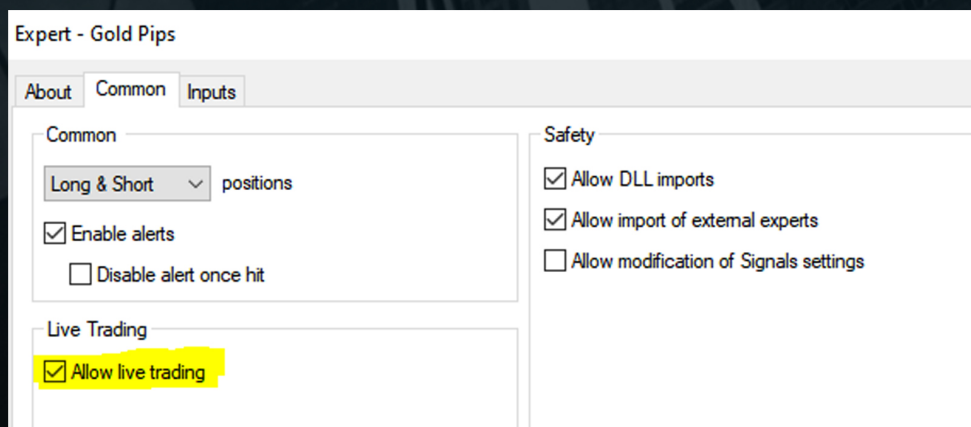 Expert - Gold Pips
About Common Inputs
Common
Long & Short positions
Enable alerts
Disable alert once hit
Live Trading
Allow live trading
Safety
Allow DLL imports
Allow import of external experts
Allow modification of Signals settings